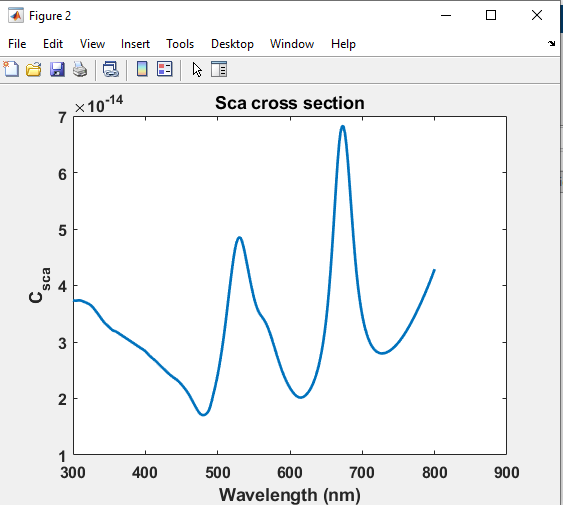 Figure 2
File Edit View Insert Tools Desktop Window Help
Sca cross section
×10-14
7
6
5
4
3
2
1
Csca
300 400 500 600 700 800 900
Wavelength (nm)